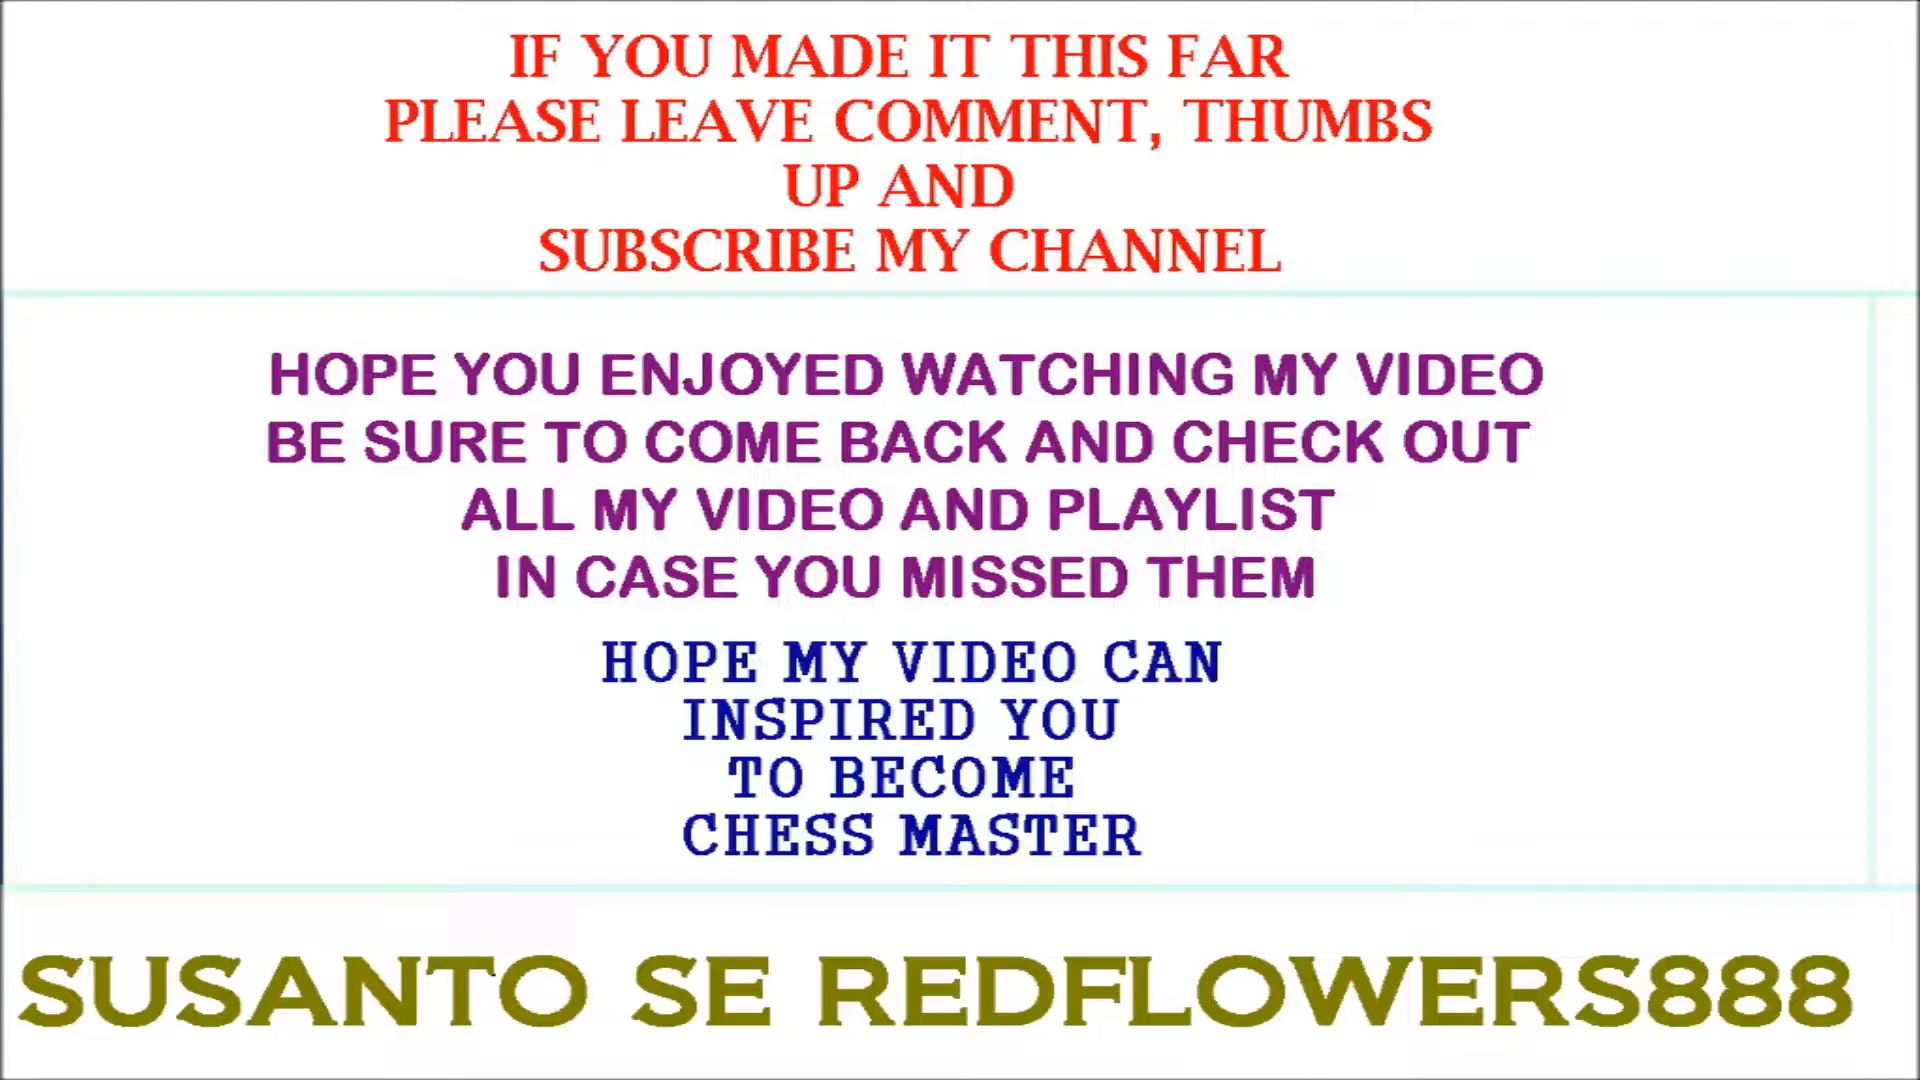 IF YOU MADE IT THIS FAR
PLEASE LEAVE COMMENT, THUMBS
UP AND
SUBSCRIBE MY CHANNEL
HOPE YOU ENJOYED WATCHING MY VIDEO
BE SURE TO COME BACK AND CHECK OUT
ALL MY VIDEO AND PLAYLIST
IN CASE YOU MISSED THEM
HOPE MY VIDEO CAN
INSPIRED YOU
TO BECOME
CHESS MASTER
SUSANTO SE REDFLOWERS888